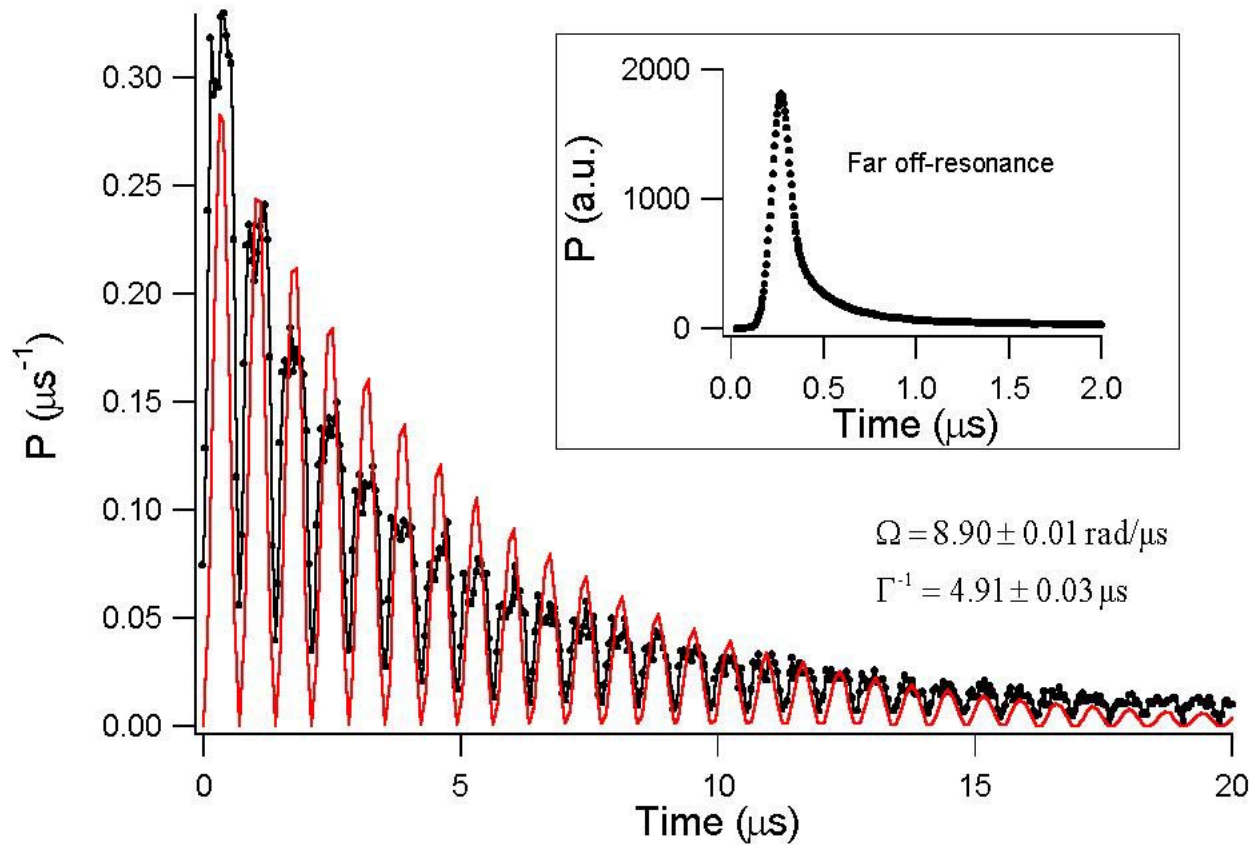 0.30
0.25
0.20
0.15
0.10
0.05
0.00
P (μs⁻¹)
0
5
10
15
20
Time (μs)
2000
1000
0
P (a.u.)
Far off-resonance
0.0
0.5
1.0
1.5
2.0
Time (μs)
Ω = 8.90 ± 0.01 rad/μs
Γ⁻¹ = 4.91 ± 0.03 μs